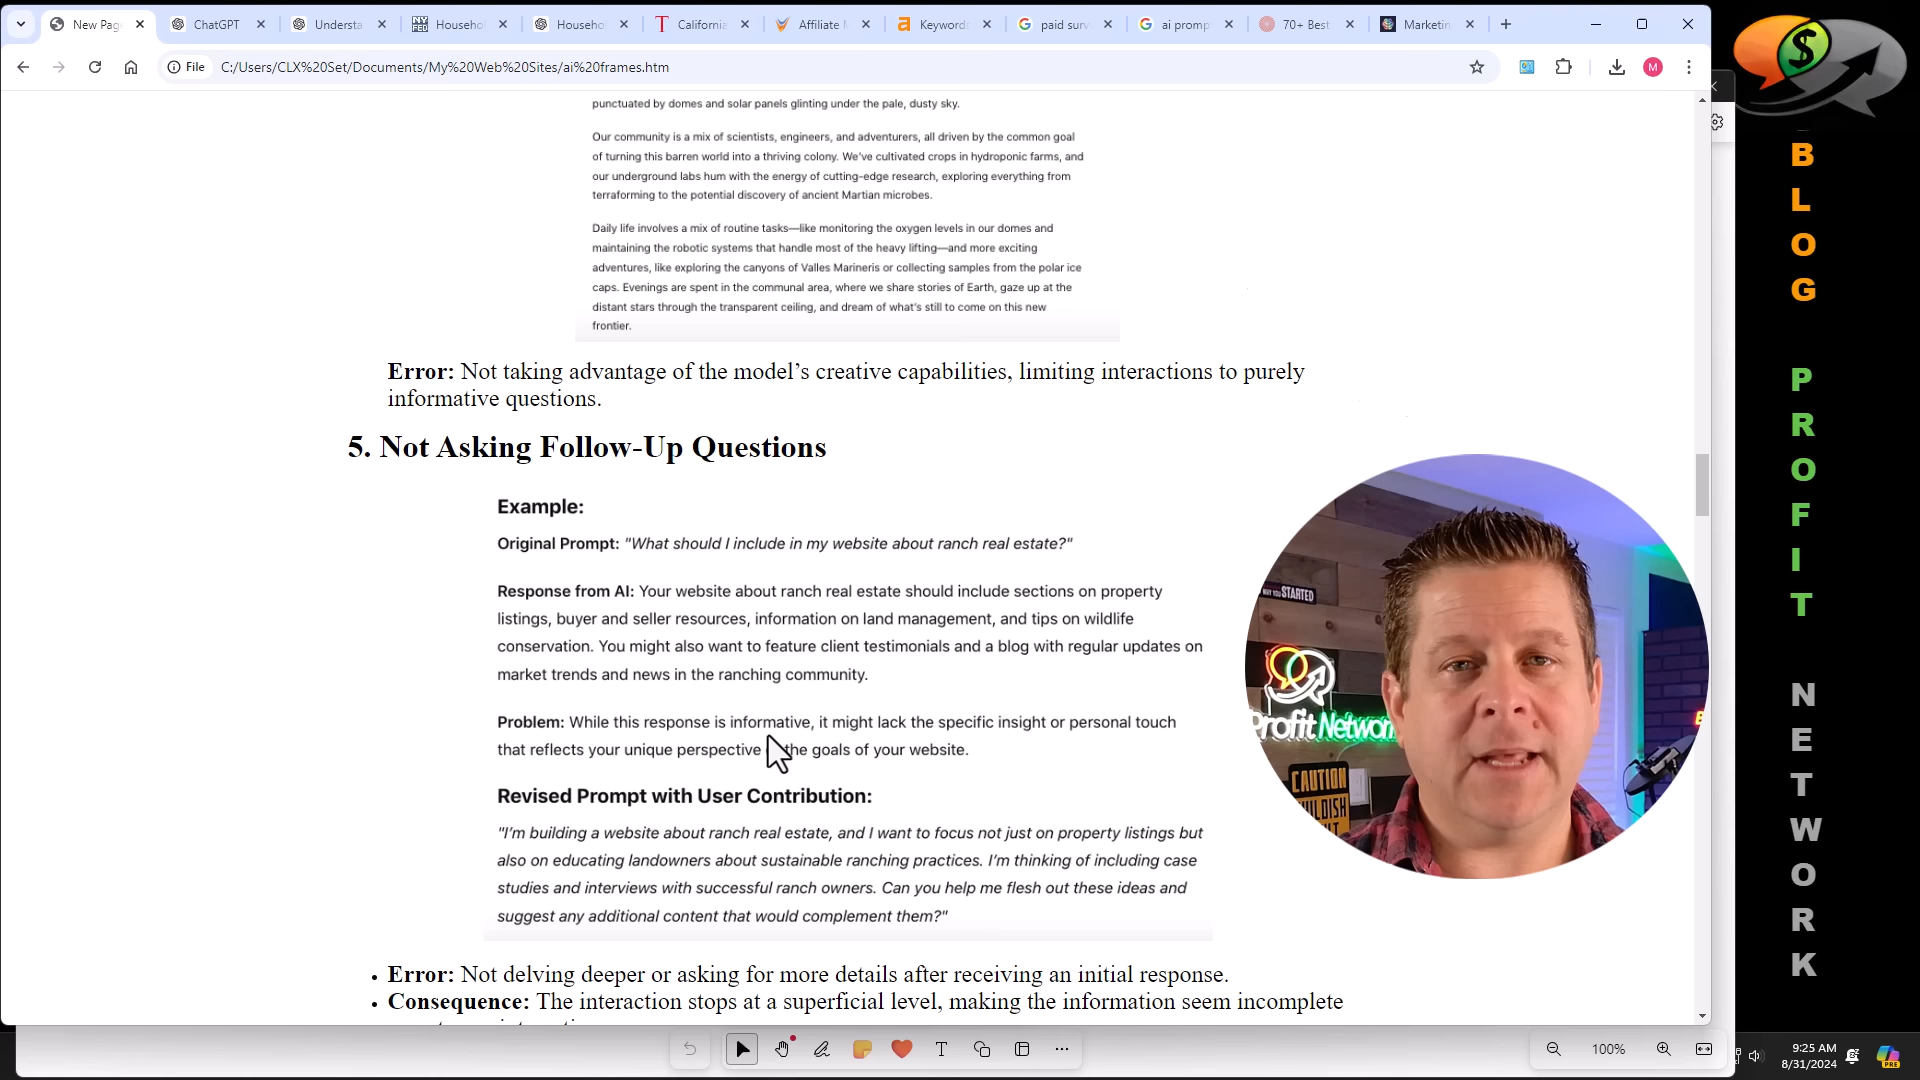 New Pag
ChatGPT
Understa
Househo
Househo
California
Affiliate
Keywords
paid surv
ai promp
70+ Best
Marketin
File
C:/Users/CLX%20Set/Documents/My%20Web%20Sites/ai%20frames.htm
M
punctuated by domes and solar panels glinting under the pale, dusty sky.
Our community is a mix of scientists, engineers, and adventurers, all driven by the common goal
of turning this barren world into a thriving colony. We've cultivated crops in hydroponic farms, and
our underground labs hum with the energy of cutting-edge research, exploring everything from
terraforming to the potential discovery of ancient Martian microbes.
Daily life involves a mix of routine tasks—like monitoring the oxygen levels in our domes and
maintaining the robotic systems that handle most of the heavy lifting—and more exciting
adventures, like exploring the canyons of Valles Marineris or collecting samples from the polar ice
caps. Evenings are spent in the communal area, where we share stories of Earth, gaze up at the
distant stars through the transparent ceiling, and dream of what's still to come on this new
frontier.
Error: Not taking advantage of the model’s creative capabilities, limiting interactions to purely
informative questions.
5. Not Asking Follow-Up Questions
Example:
Original Prompt: "What should I include in my website about ranch real estate?"
Response from AI: Your website about ranch real estate should include sections on property
listings, buyer and seller resources, information on land management, and tips on wildlife
conservation. You might also want to feature client testimonials and a blog with regular updates on
market trends and news in the ranching community.
Problem: While this response is informative, it might lack the specific insight or personal touch
that reflects your unique perspective the goals of your website.
Revised Prompt with User Contribution:
"I'm building a website about ranch real estate, and I want to focus not just on property listings but
also on educating landowners about sustainable ranching practices. I'm thinking of including case
studies and interviews with successful ranch owners. Can you help me flesh out these ideas and
suggest any additional content that would complement them?"
• Error: Not delving deeper or asking for more details after receiving an initial response.
• Consequence: The interaction stops at a superficial level, making the information seem incomplete
STARTED
Profit Network
CAUTION
BLOG
PROFIT
NETWORK
100%
9:25 AM
8/31/2024